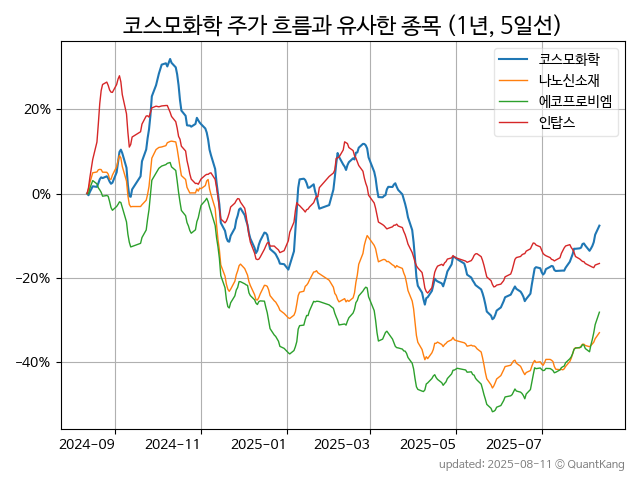 코스모화학 주가 흐름과 유사한 종목 (1년, 5일선)
코스모화학
나노신소재
에코프로비엠
인탑스
20%
0%
−20%
−40%
2024−09
2024−11
2025−01
2025−03
2025−05
2025−07
updated: 2025−08−11 © QuantKang